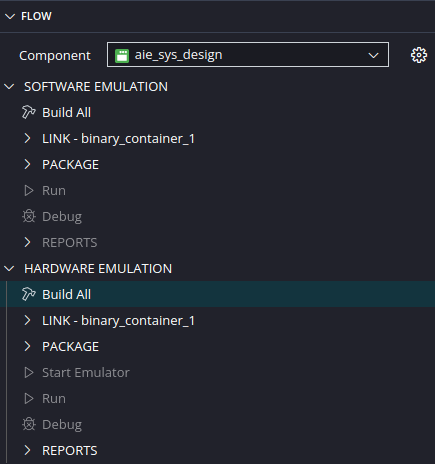 FLOW
Component aie_sys_design
SOFTWARE EMULATION
Build All
LINK - binary_container_1
PACKAGE
Run
Debug
REPORTS
HARDWARE EMULATION
Build All
LINK - binary_container_1
PACKAGE
Start Emulator
Run
Debug
REPORTS